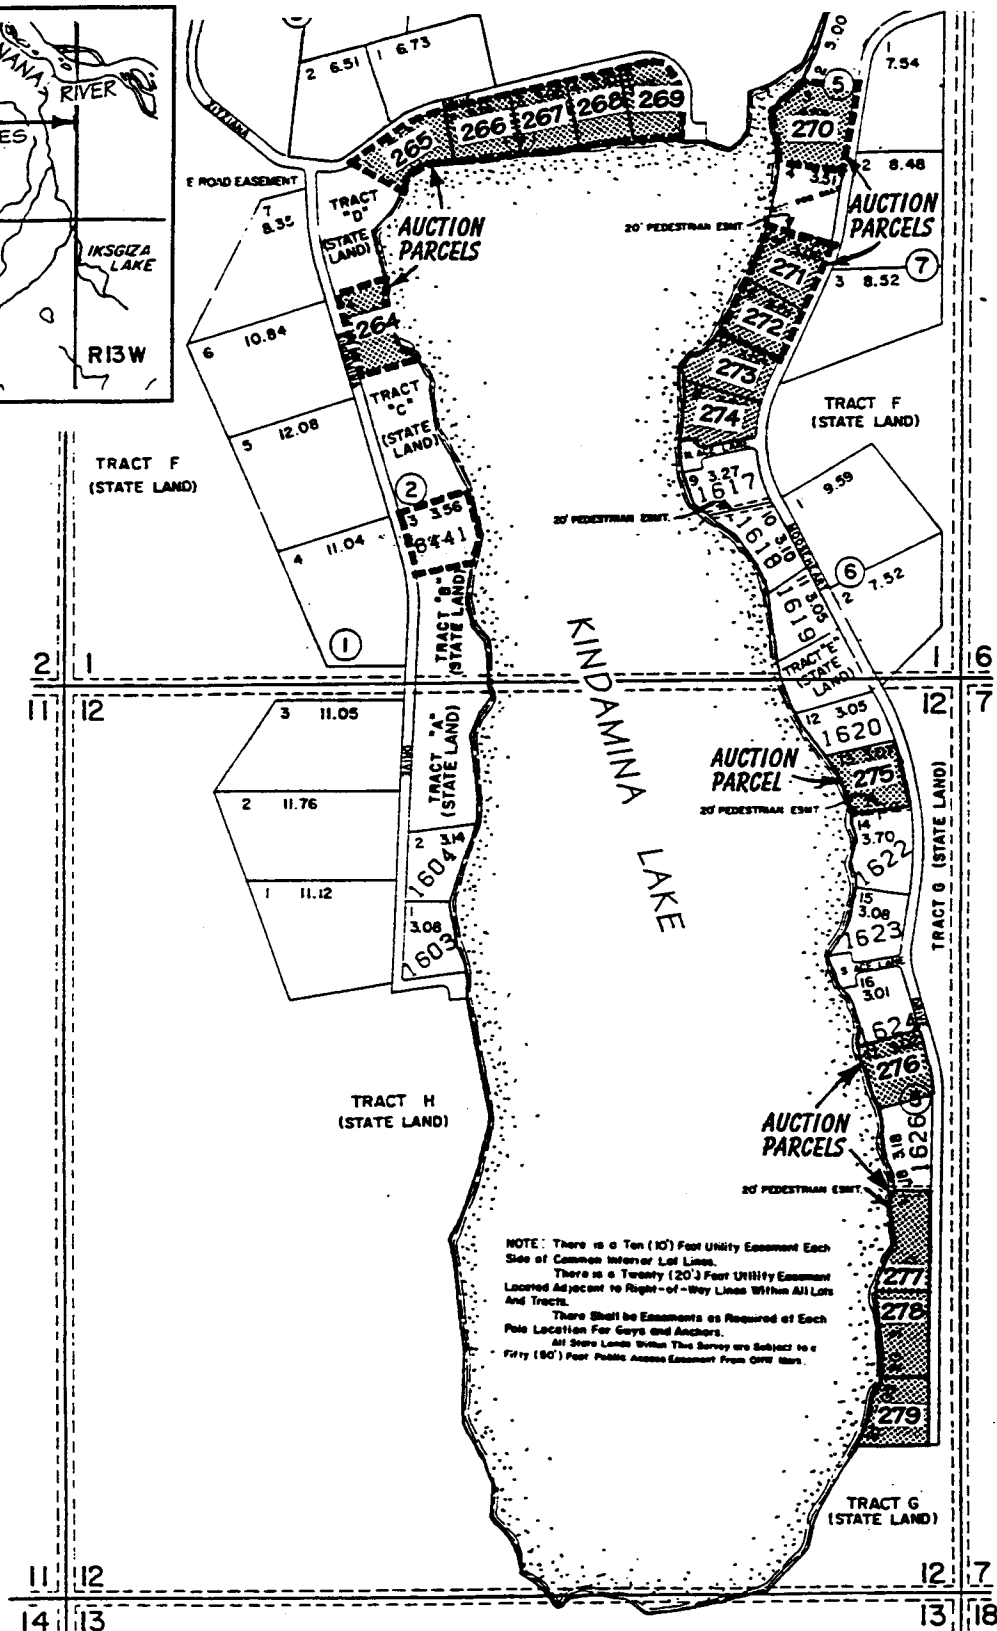 NANA
RIVER
ES
IKSGIZA
LAKE
R13W
2 6.51
1 6.73
3.00
2
5
1
7.54
265
266
267
268
269
270
2 8.48
3.51
4
E ROAD EASEMENT
TRACT
"D"
(STATE
LAND)
7
8.35
AUCTION
PARCELS
20' PEDESTRIAN ESMT.
AUCTION
PARCELS
7
3 8.52
271
272
273
274
264
6 10.84
5 12.08
4 11.04
TRACT
"C"
(STATE
LAND)
TRACT F
(STATE LAND)
TRACT F
(STATE LAND)
2
3 3.56
9 3.27
1617
20' PEDESTRIAN ESMT.
10 3.10
1618
11 3.05
1619
MOOSEHEART
1
9.59
6
2 7.52
TRACT "B"
(STATE LAND)
1
TRACT "E"
(STATE
LAND)
2 1
1 6
11 12
12 7
3 11.05
2 11.76
1 11.12
DRIVE
TRACT "A"
(STATE LAND)
2 3.14
1604
1
3.08
1603
KINDAMINA
LAKE
12 3.05
1620
AUCTION
PARCEL
275
20' PEDESTRIAN ESMT
14
3.70
1622
15
3.08
1623
16
3.01
TRACT G (STATE LAND)
276
TRACT H
(STATE LAND)
AUCTION
PARCELS
18 3.18
1626
20' PEDESTRIAN ESMT.
277
278
279
NOTE: There is a Ten (10') Foot Utility Easement Each
Side of Common Interior Lot Lines.
There is a Twenty (20') Foot Utility Easement
Located Adjacent to Right-of-Way Lines Within All Lots
And Tracts.
There Shall be Easements as Required at Each
Pole Location For Guys and Anchors.
All State Lands Within This Survey are Subject to a
Fifty (50') Foot Public Access Easement From
TRACT G
(STATE LAND)
11 12
12 7
14 13
13 18